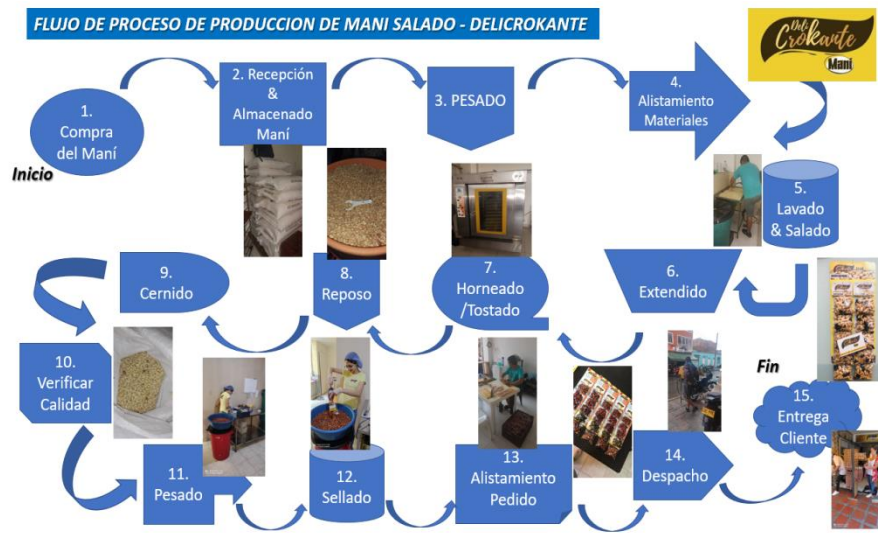 FLUJO DE PROCESO DE PRODUCCION DE MANI SALADO - DELICROKANTE
Deli
Crokante
Mani
Inicio
1.
Compra
del Maní
2. Recepción
&
Almacenado
Maní
3. PESADO
4.
Alistamiento
Materiales
5.
Lavado
& Salado
6.
Extendido
7.
Horneado
/Tostado
8.
Reposo
9.
Cernido
10.
Verificar
Calidad
11.
Pesado
12.
Sellado
13.
Alistamiento
Pedido
14.
Despacho
Fin
15.
Entrega
Cliente